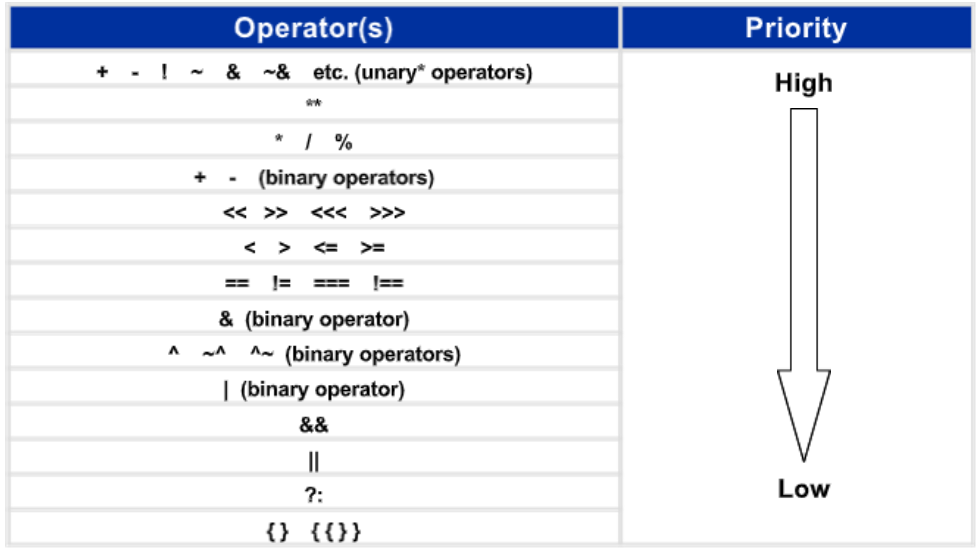 Operator(s) Priority
+ - ! ~ & ~& etc. (unary* operators)
High
**
* / %
+ - (binary operators)
<< >> <<< >>>
< > <= >=
== != === !==
& (binary operator)
^ ~^ ^~ (binary operators)
| (binary operator)
&&
||
?:
Low
{} {{}}